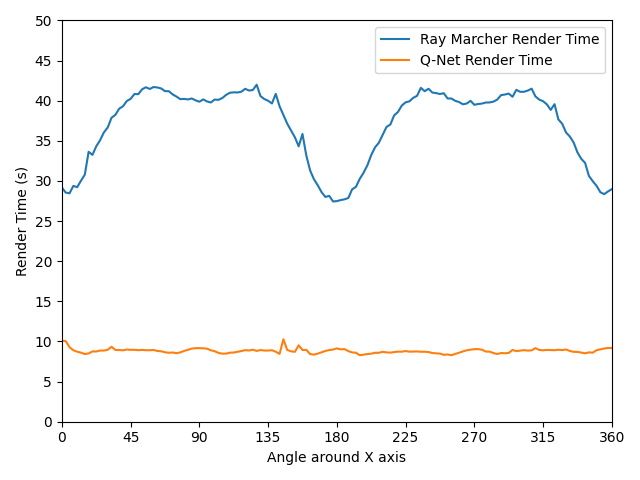 50
45
40
35
30
25
20
15
10
5
0
Render Time (s)
Ray Marcher Render Time
Q-Net Render Time
0 45 90 135 180 225 270 315 360
Angle around X axis